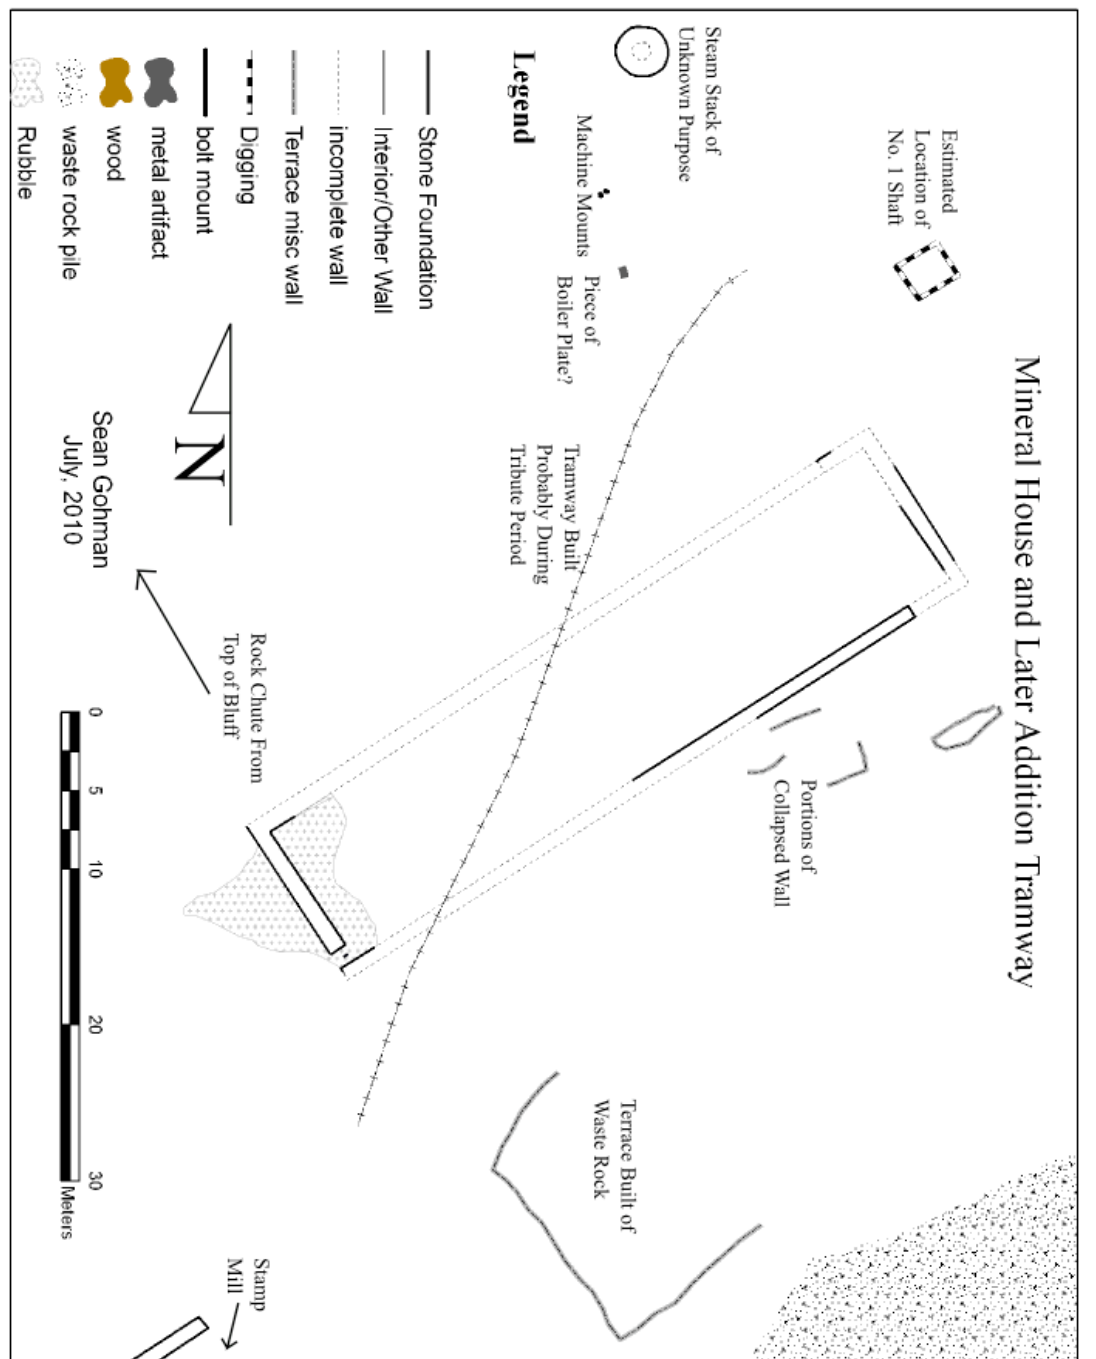 Mineral House and Later Addition Tramway
Estimated
Location of
No. 1 Shaft
Steam Stack of
Unknown Purpose
Machine Mounts
Piece of
Boiler Plate?
Tramway Built
Probably During
Tribute Period
Portions of
Collapsed Wall
Terrace Built of
Waste Rock
Rock Chute From
Top of Bluff
Stamp
Mill
Legend
Stone Foundation
Interior/Other Wall
incomplete wall
Terrace misc wall
Digging
bolt mount
metal artifact
wood
waste rock pile
Rubble
N
Sean Gohman
July, 2010
0 5 10 20 30
Meters